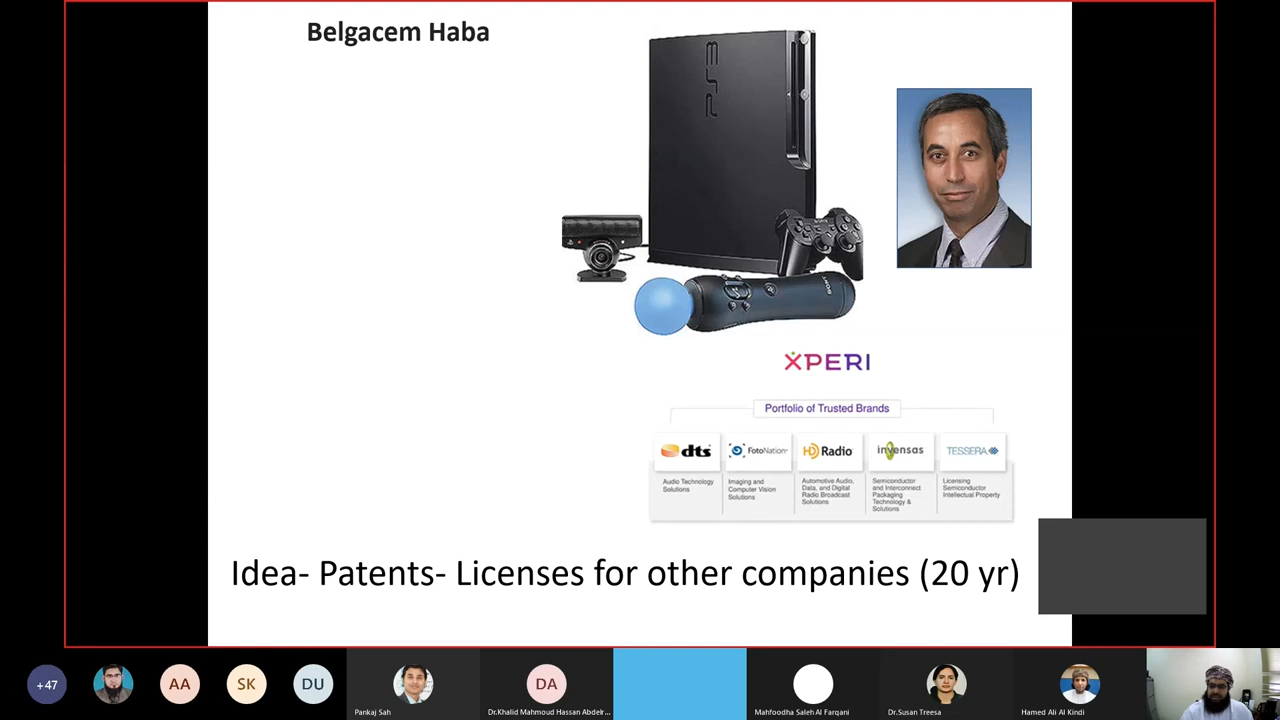 Belgacem Haba
PS3
XPERI
Portfolio of Trusted Brands
dts
FotoNation
HD Radio
invensas
TESSERA
Audio Technology
Solutions
Imaging and
Computer Vision
Solutions
Automotive Audio,
Data, and Digital
Radio Broadcast
Solutions
Semiconductor
and Interconnect
Packaging
Technology &
Solutions
Licensing
Semiconductor
Intellectual Property
Idea- Patents- Licenses for other companies (20 yr)
+47
AA
SK
DU
Pankaj Sah
DA
Dr.Khalid Mahmoud Hassan Abdelr...
Mahfoodha Saleh Al Farqani
Dr.Susan Treesa
Hamed Ali Al Kindi